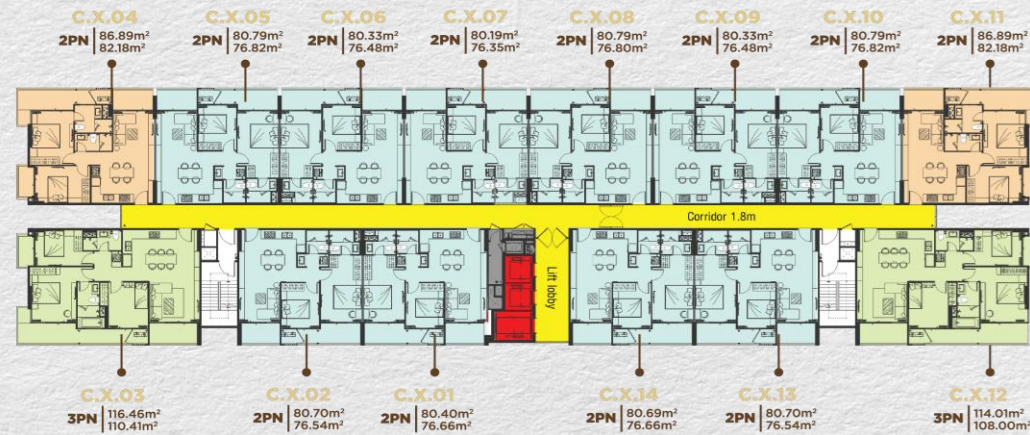 C.X.04
2PN 86.89m²
82.18m²
C.X.05
2PN 80.79m²
76.82m²
C.X.06
2PN 80.33m²
76.48m²
C.X.07
2PN 80.19m²
76.35m²
C.X.08
2PN 80.79m²
76.80m²
C.X.09
2PN 80.33m²
76.48m²
C.X.10
2PN 80.79m²
76.82m²
C.X.11
2PN 86.89m²
82.18m²
Corridor 1.8m
Lift lobby
C.X.03
3PN 116.46m²
110.41m²
C.X.02
2PN 80.70m²
76.54m²
C.X.01
2PN 80.40m²
76.66m²
C.X.14
2PN 80.69m²
76.66m²
C.X.13
2PN 80.70m²
76.54m²
C.X.12
3PN 114.01m²
108.00m²